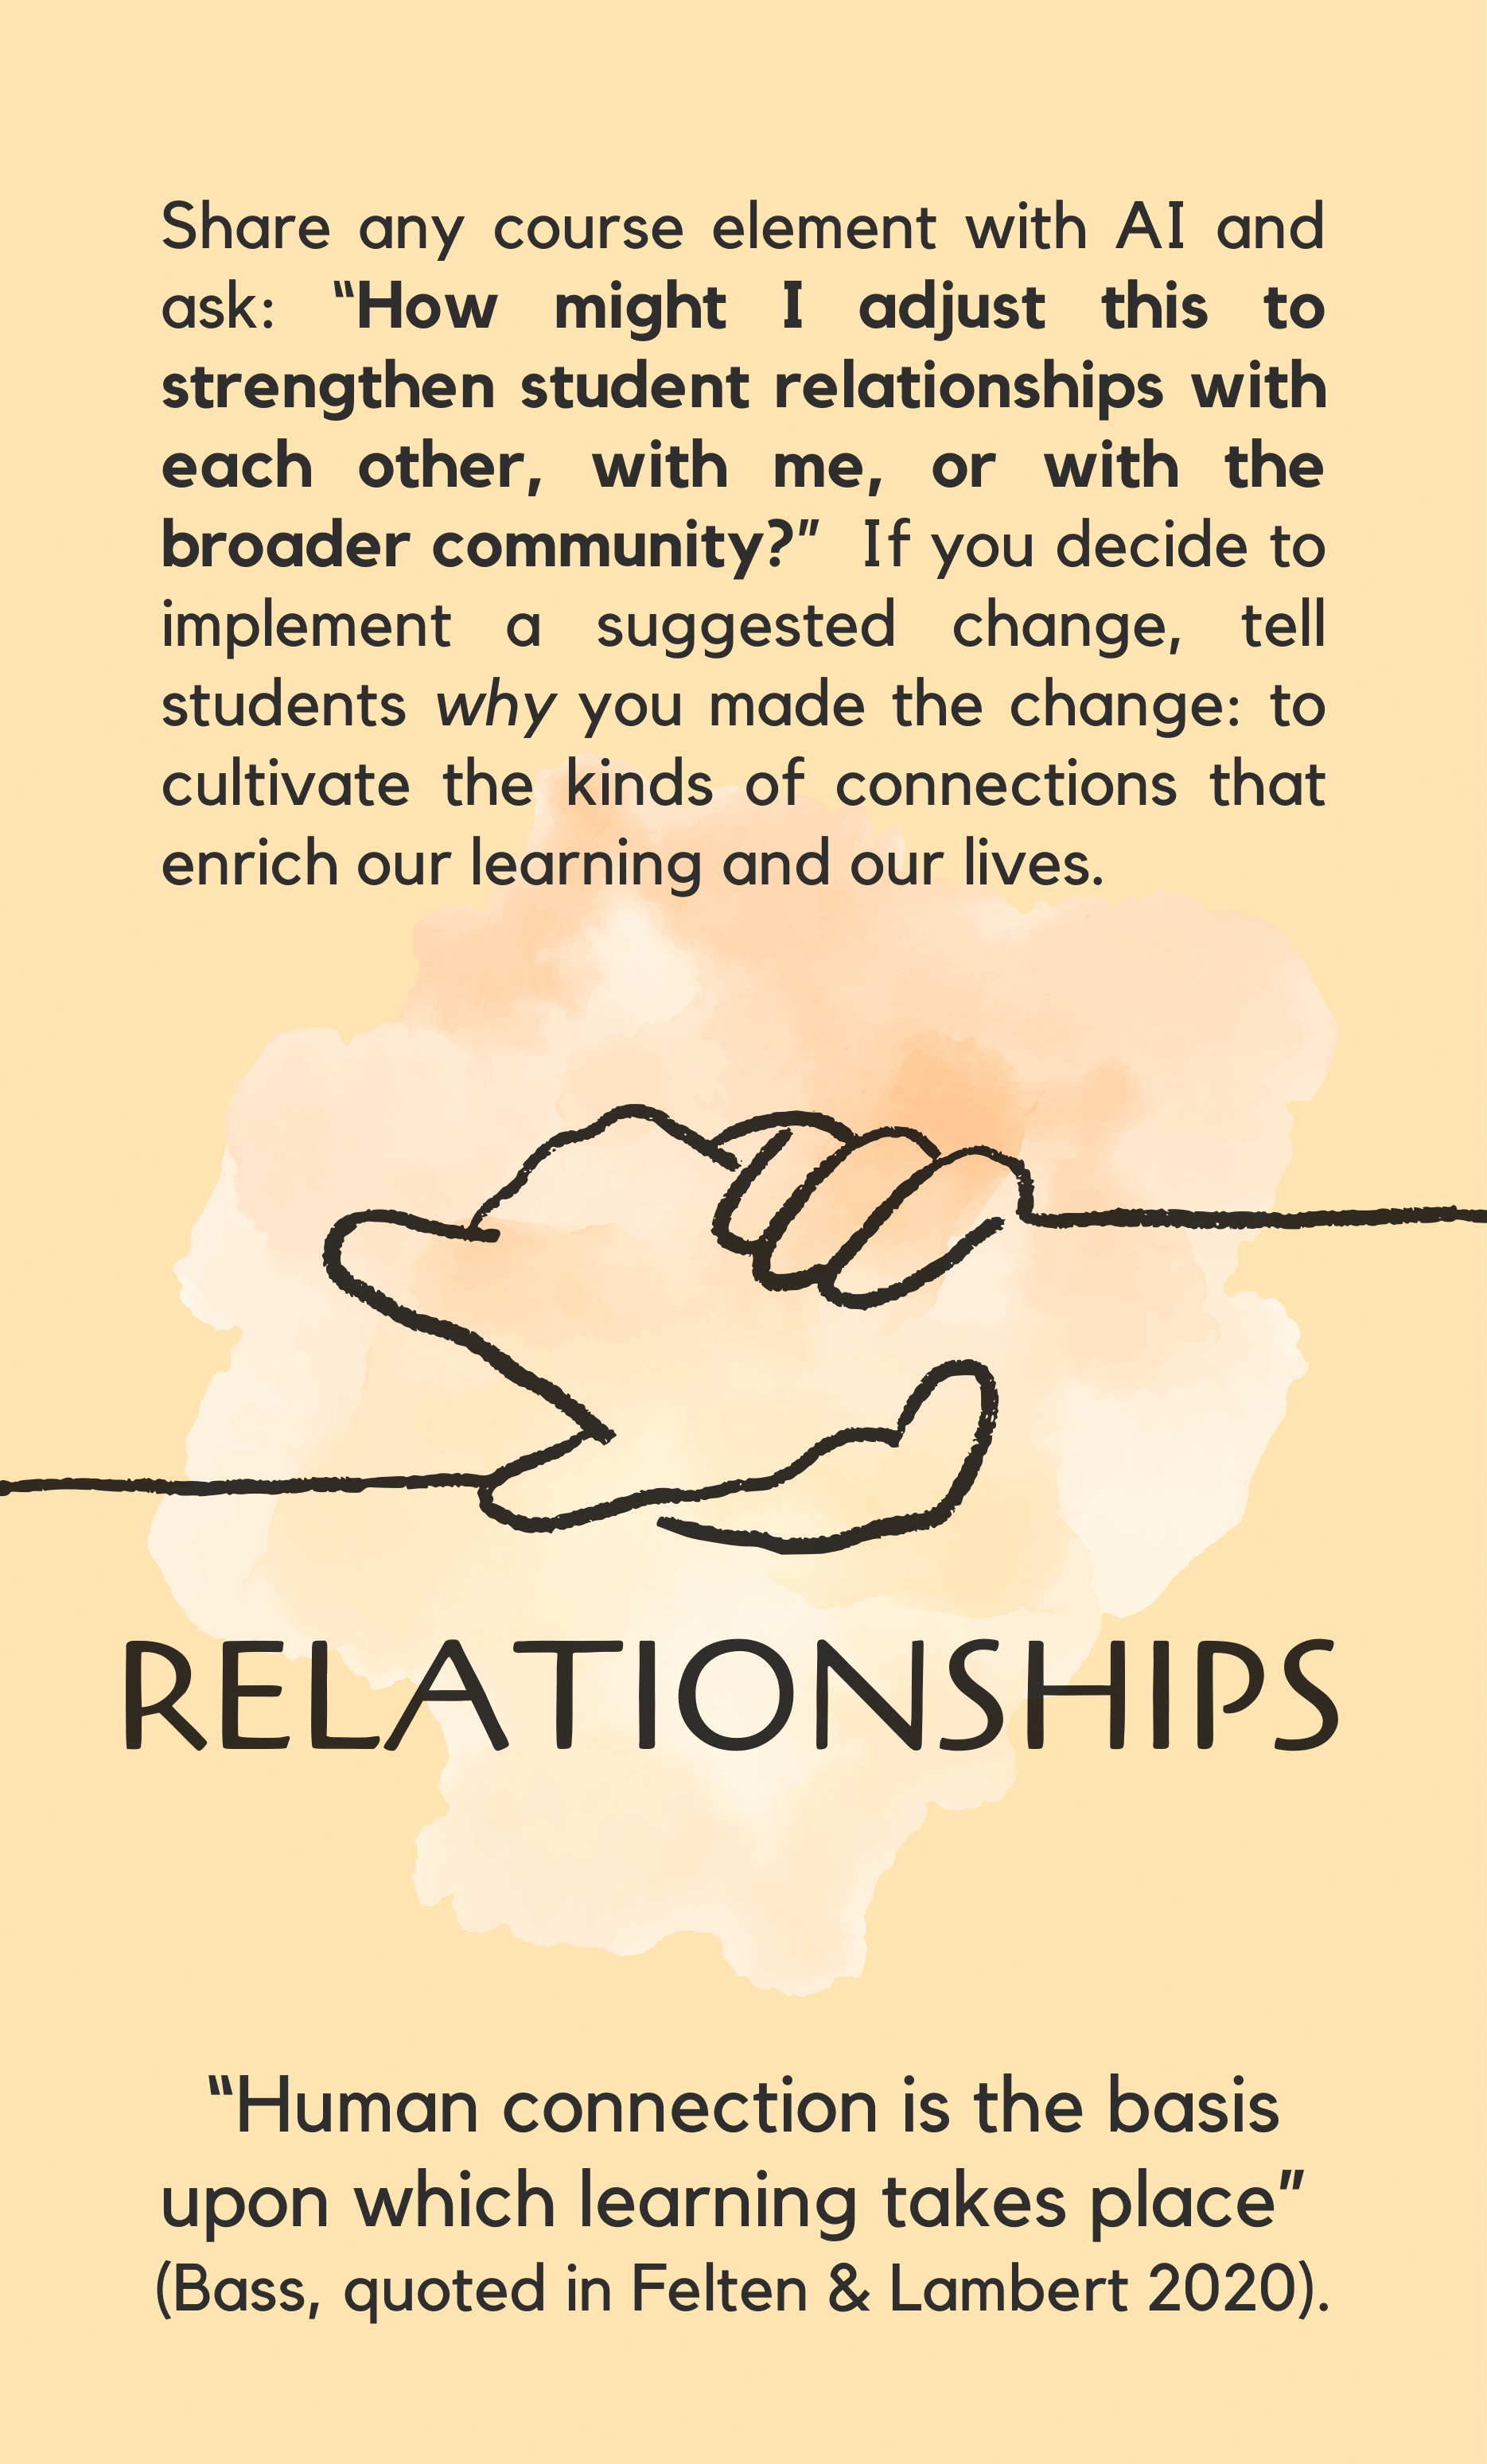 Share any course element with AI and
ask: “How might I adjust this to
strengthen student relationships with
each other, with me, or with the
broader community?” If you decide to
implement a suggested change, tell
students why you made the change: to
cultivate the kinds of connections that
enrich our learning and our lives.
RELATIONSHIPS
“Human connection is the basis
upon which learning takes place”
(Bass, quoted in Felten & Lambert 2020).